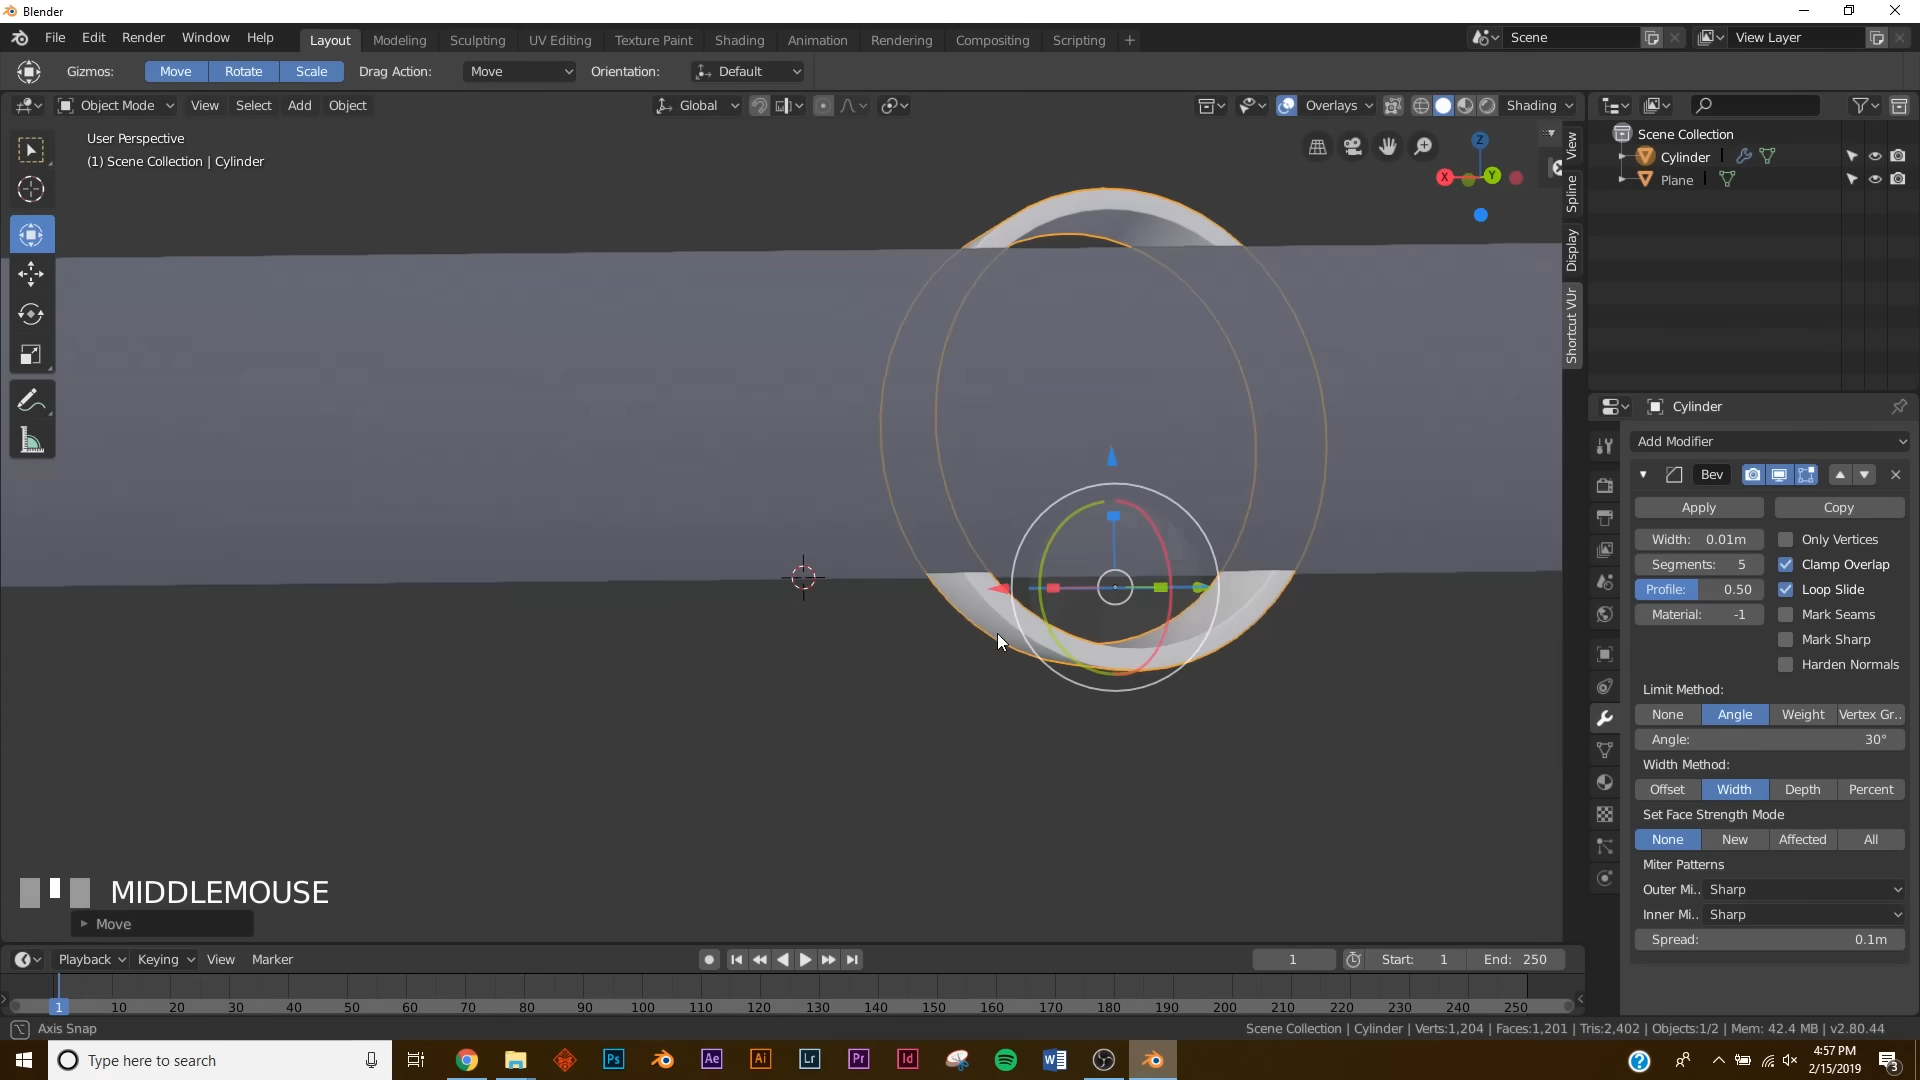 Blender
File Edit Render Window Help Layout Modeling Sculpting UV Editing Texture Paint Shading Animation Rendering Compositing Scripting + Scene View Layer
Gizmos: Move Rotate Scale Drag Action: Move Orientation: Default
Object Mode View Select Add Object Global Overlays Shading
User Perspective
(1) Scene Collection | Cylinder
Z
X
Y
View
Spline
Display
Shortcut VUr
Scene Collection
Cylinder
Plane
Cylinder
Add Modifier
Bev
Apply Copy
Width: 0.01m Only Vertices
Segments: 5 Clamp Overlap
Profile: 0.50 Loop Slide
Material: -1 Mark Seams
Mark Sharp
Harden Normals
Limit Method:
None Angle Weight Vertex Gr..
Angle: 30°
Width Method:
Offset Width Depth Percent
Set Face Strength Mode
None New Affected All
Miter Patterns
Outer Mi.. Sharp
Inner Mi.. Sharp
Spread: 0.1m
MIDDLEMOUSE
Move
Playback Keying View Marker 1 Start: 1 End: 250
1 10 20 30 40 50 60 70 80 90 100 110 120 130 140 150 160 170 180 190 200 210 220 230 240 250
Axis Snap Scene Collection | Cylinder | Verts:1,204 | Faces:1,201 | Tris:2,402 | Objects:1/2 | Mem: 42.4 MB | v2.80.44
Type here to search Ps Ae Ai Lr Pr Id
4:57 PM
2/15/2019
3